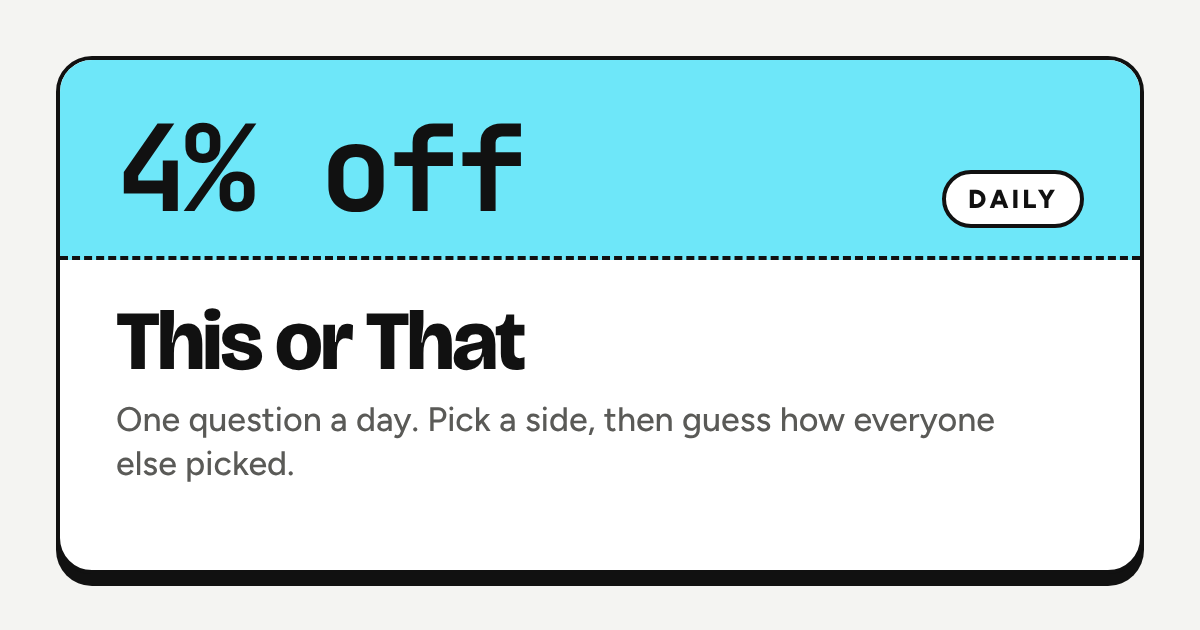 4% off
DAILY
This or That
One question a day. Pick a side, then guess how everyone
else picked.